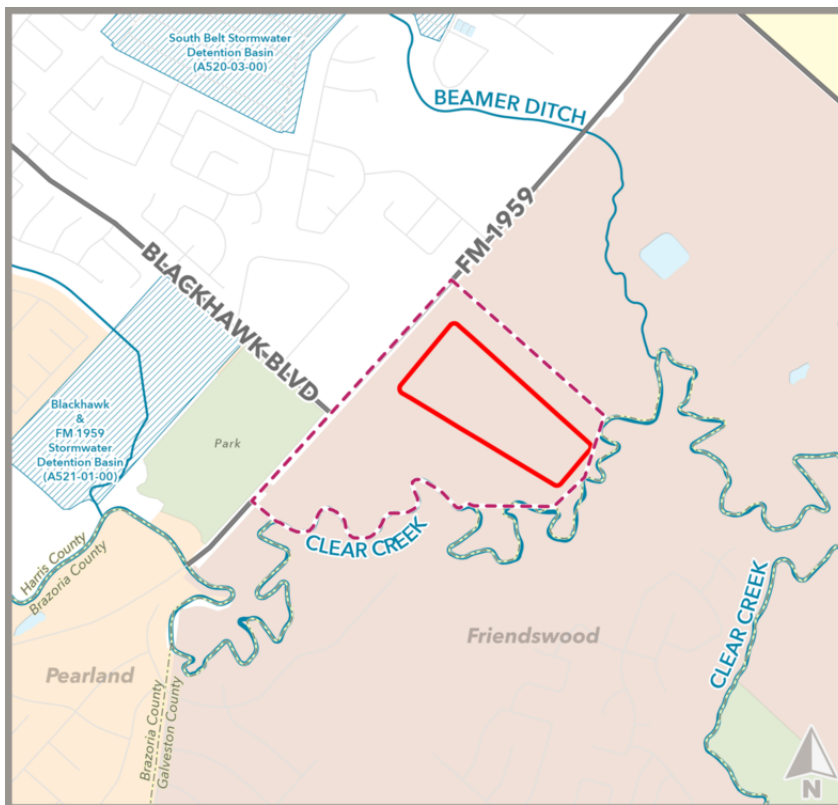 South Belt Stormwater
Detention Basin
(A520-03-00)
BEAMER DITCH
FM-1959
BLACKHAWK BLVD
Park
Blackhawk
&
FM 1959
Stormwater
Detention Basin
(A521-01-00)
CLEAR CREEK
Harris County
Brazoria County
Friendswood
CLEAR CREEK
Pearland
Brazoria County
Galveston County
N